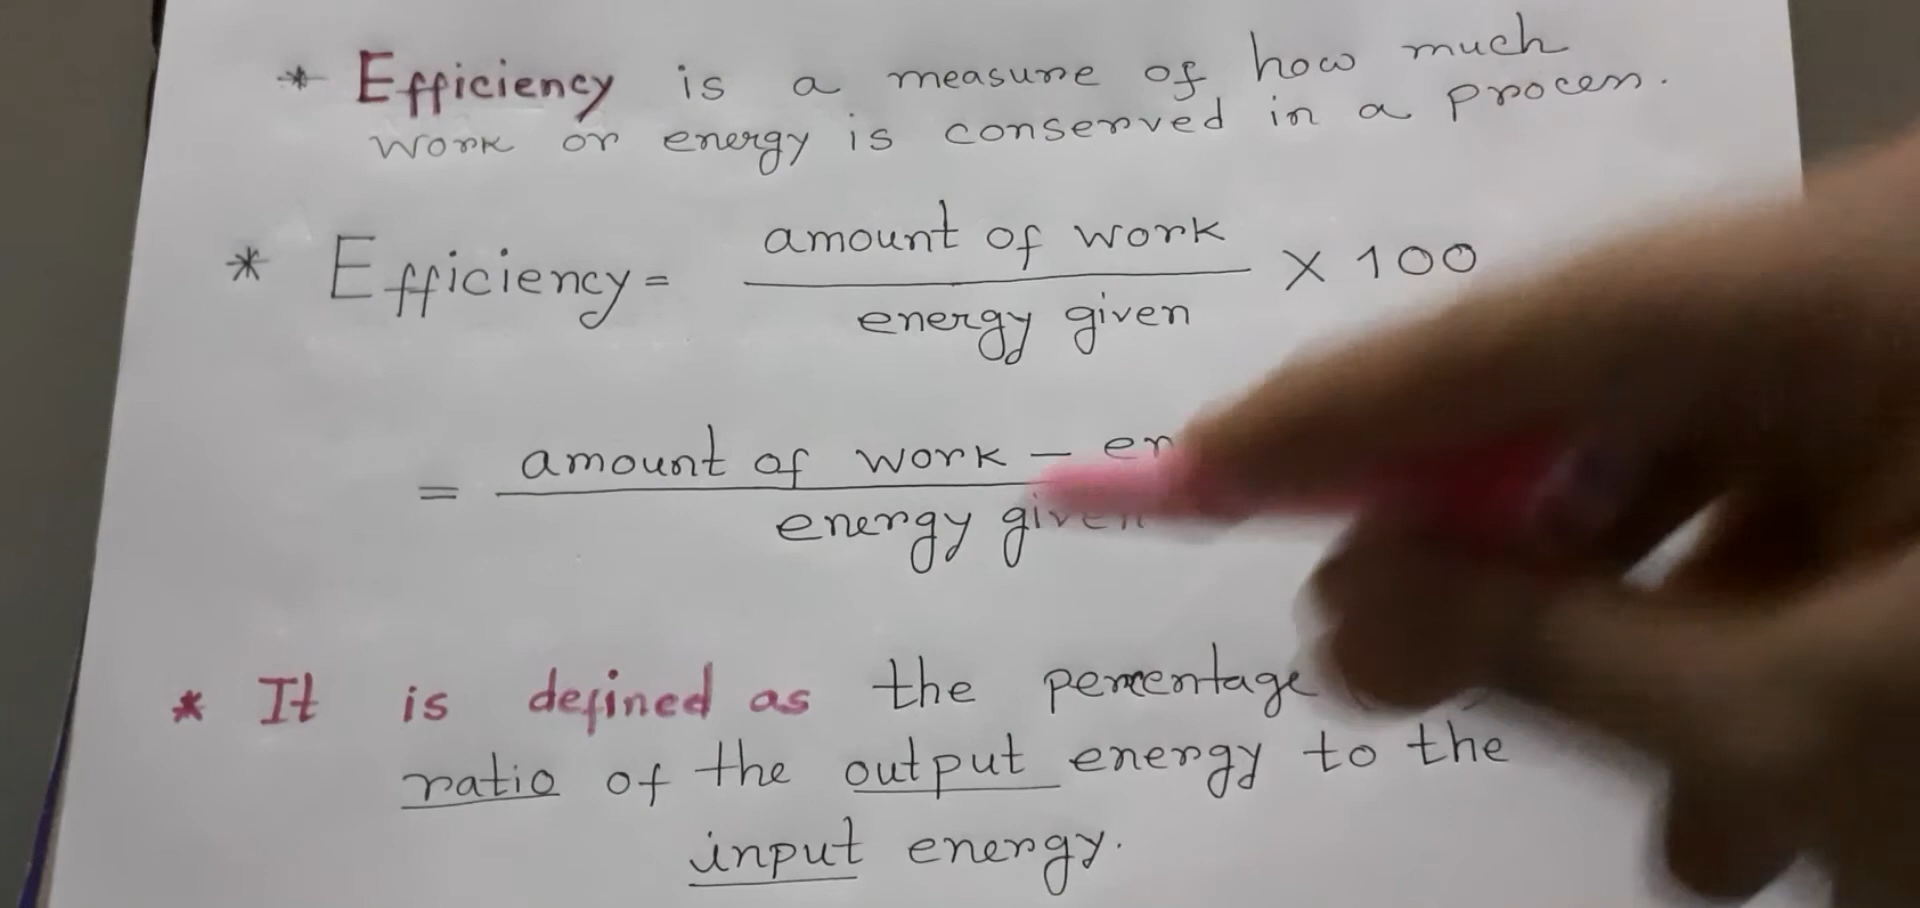 * Efficiency is a measure of how much
work or energy is conserved in a process.
* Efficiency = amount of work / energy given × 100
= amount of work - / energy given
* It is defined as the percentage
ratio of the output energy to the
input energy.